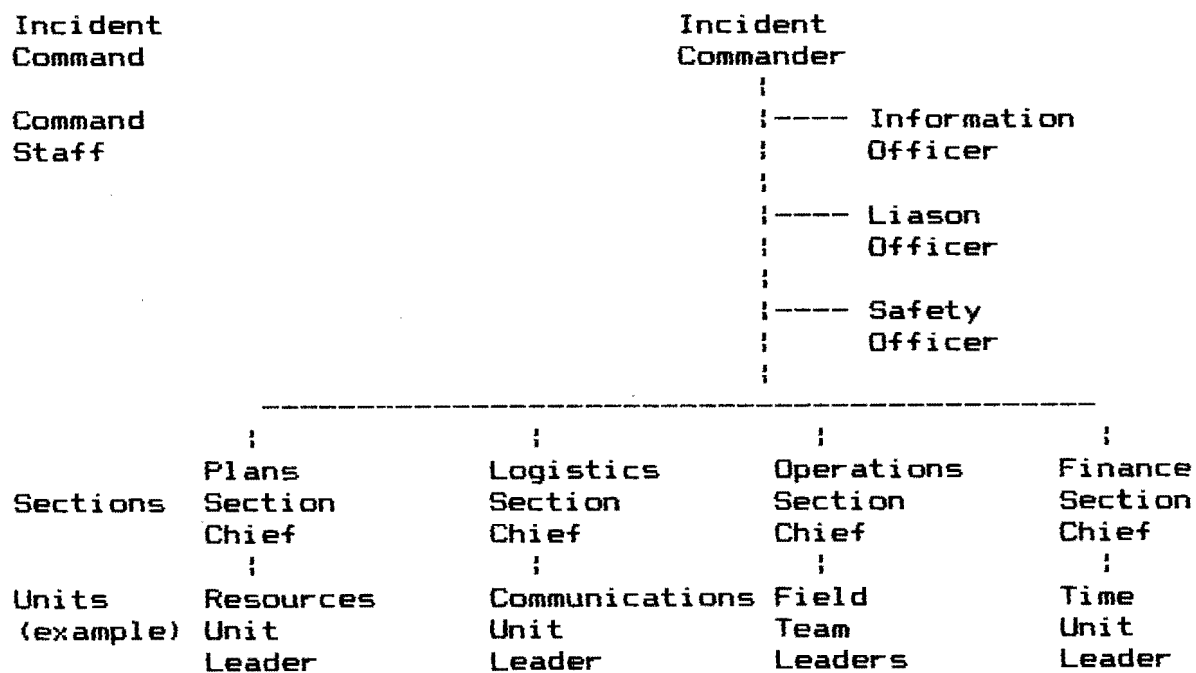 Incident Incident
Command Commander
Command Information
Staff Officer
Liason
Officer
Safety
Officer
Plans Logistics Operations Finance
Sections Section Section Section Section
Chief Chief Chief Chief
Units Resources Communications Field Time
(example) Unit Unit Team Unit
Leader Leader Leaders Leader